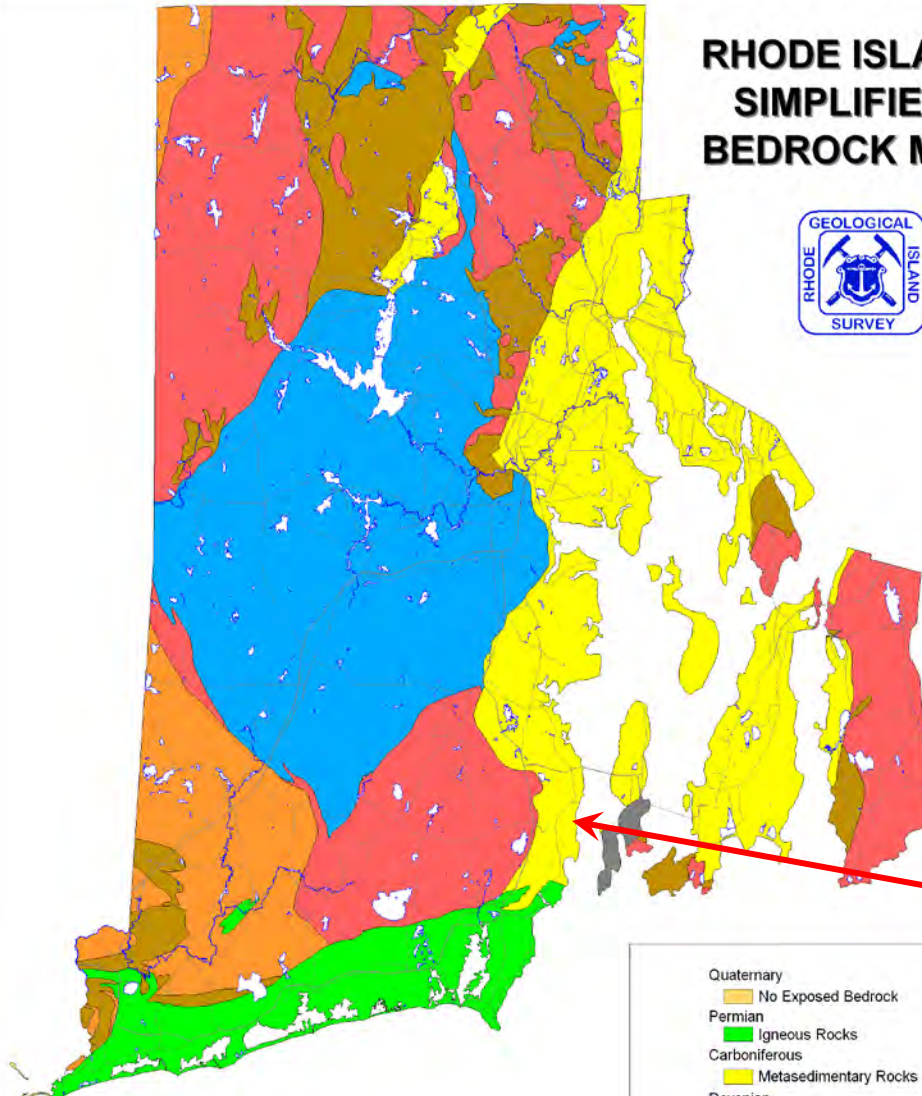 RHODE ISLA
SIMPLIFIE
BEDROCK M
GEOLOGICAL
RHODE
ISLAND
SURVEY
Quaternary
No Exposed Bedrock
Permian
Igneous Rocks
Carboniferous
Metasedimentary Rocks